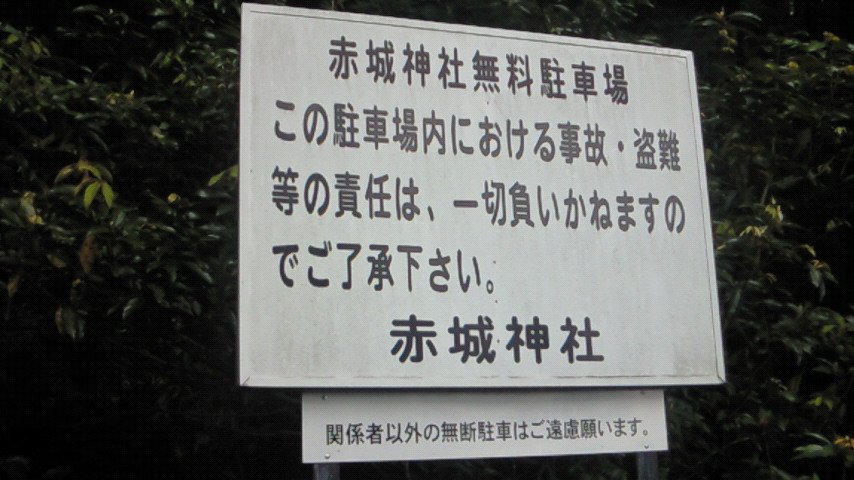 赤城神社無料駐車場
この駐車場内における事故・盗難
等の責任は、一切負いかねますの
でご了承下さい。
赤城神社
関係者以外の無断駐車はご遠慮願います。